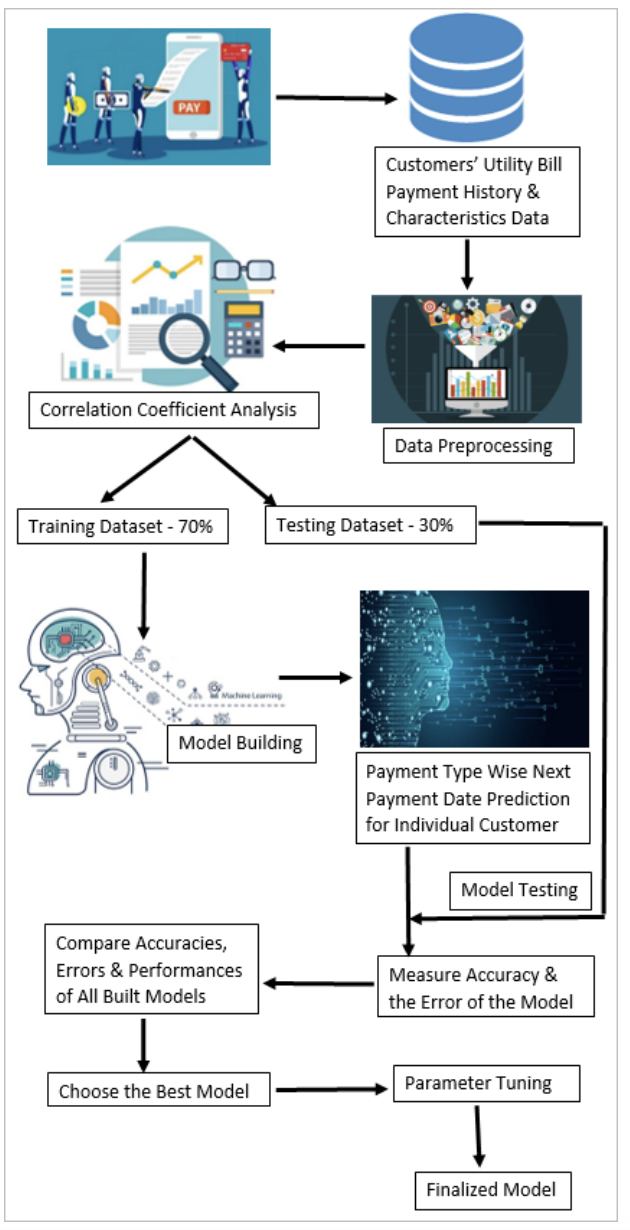 PAY
Customers' Utility Bill
Payment History &
Characteristics Data
Correlation Coefficient Analysis
Data Preprocessing
Training Dataset - 70%
Testing Dataset - 30%
Machine Learning
Model Building
Payment Type Wise Next
Payment Date Prediction
for Individual Customer
Model Testing
Compare Accuracies,
Errors & Performances
of All Built Models
Measure Accuracy &
the Error of the Model
Choose the Best Model
Parameter Tuning
Finalized Model